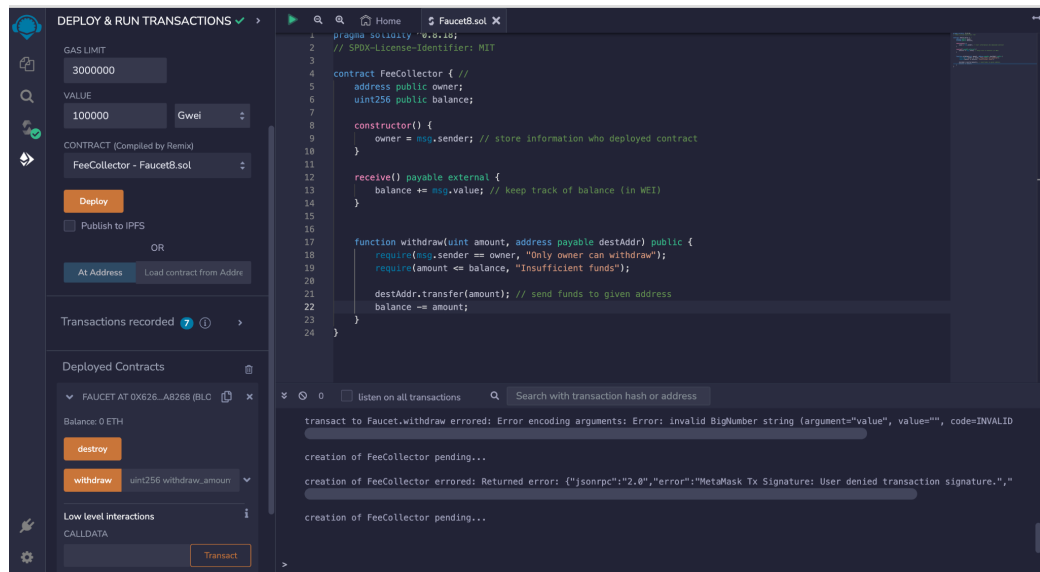 DEPLOY & RUN TRANSACTIONS
GAS LIMIT
3000000
VALUE
100000
Gwei
CONTRACT (Compiled by Remix)
FeeCollector - Faucet8.sol
Deploy
Publish to IPFS
OR
At Address
Load contract from Addre
Transactions recorded 7 i
Deployed Contracts
FAUCET AT 0X626...A8268 (BLC
Balance: 0 ETH
destroy
withdraw
uint256 withdraw_amoun
Low level interactions
i
CALLDATA
Transact
Home
Faucet8.sol
1 pragma solidity ^0.8.18;
2 // SPDX-License-Identifier: MIT
3
4 contract FeeCollector { //
5 address public owner;
6 uint256 public balance;
7
8 constructor() {
9 owner = msg.sender; // store information who deployed contract
10 }
11
12 receive() payable external {
13 balance += msg.value; // keep track of balance (in WEI)
14 }
15
16
17 function withdraw(uint amount, address payable destAddr) public {
18 require(msg.sender == owner, "Only owner can withdraw");
19 require(amount <= balance, "Insufficient funds");
20
21 destAddr.transfer(amount); // send funds to given address
22 balance -= amount;
23 }
24 }
0
listen on all transactions
Search with transaction hash or address
transact to Faucet.withdraw errored: Error encoding arguments: Error: invalid BigNumber string (argument="value", value="", code=INVALID
creation of FeeCollector pending...
creation of FeeCollector errored: Returned error: {"jsonrpc":"2.0","error":"MetaMask Tx Signature: User denied transaction signature.","
creation of FeeCollector pending...
>